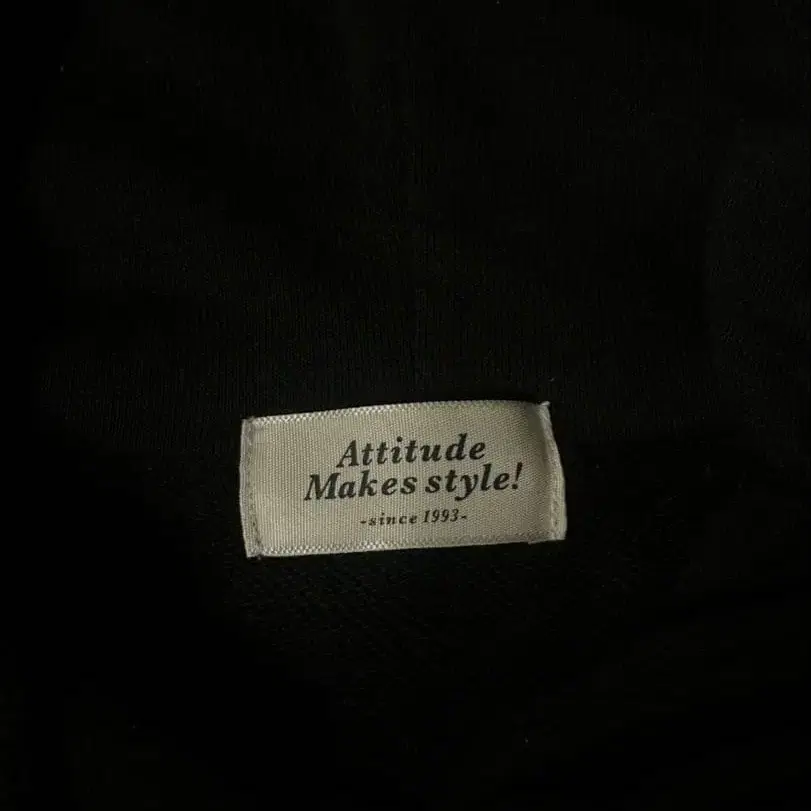 Attitude
Makes style!
-since 1993-